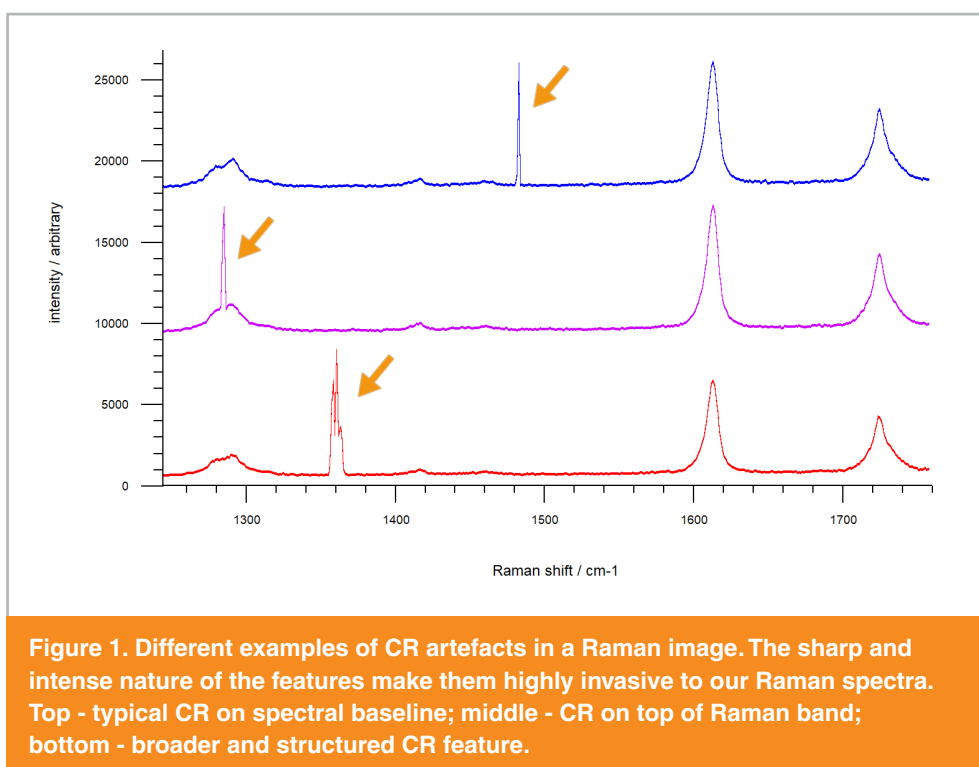 25000
20000
15000
10000
5000
0
intensity / arbitrary
1300 1400 1500 1600 1700
Raman shift / cm-1
Figure 1. Different examples of CR artefacts in a Raman image. The sharp and
intense nature of the features make them highly invasive to our Raman spectra.
Top - typical CR on spectral baseline; middle - CR on top of Raman band;
bottom - broader and structured CR feature.